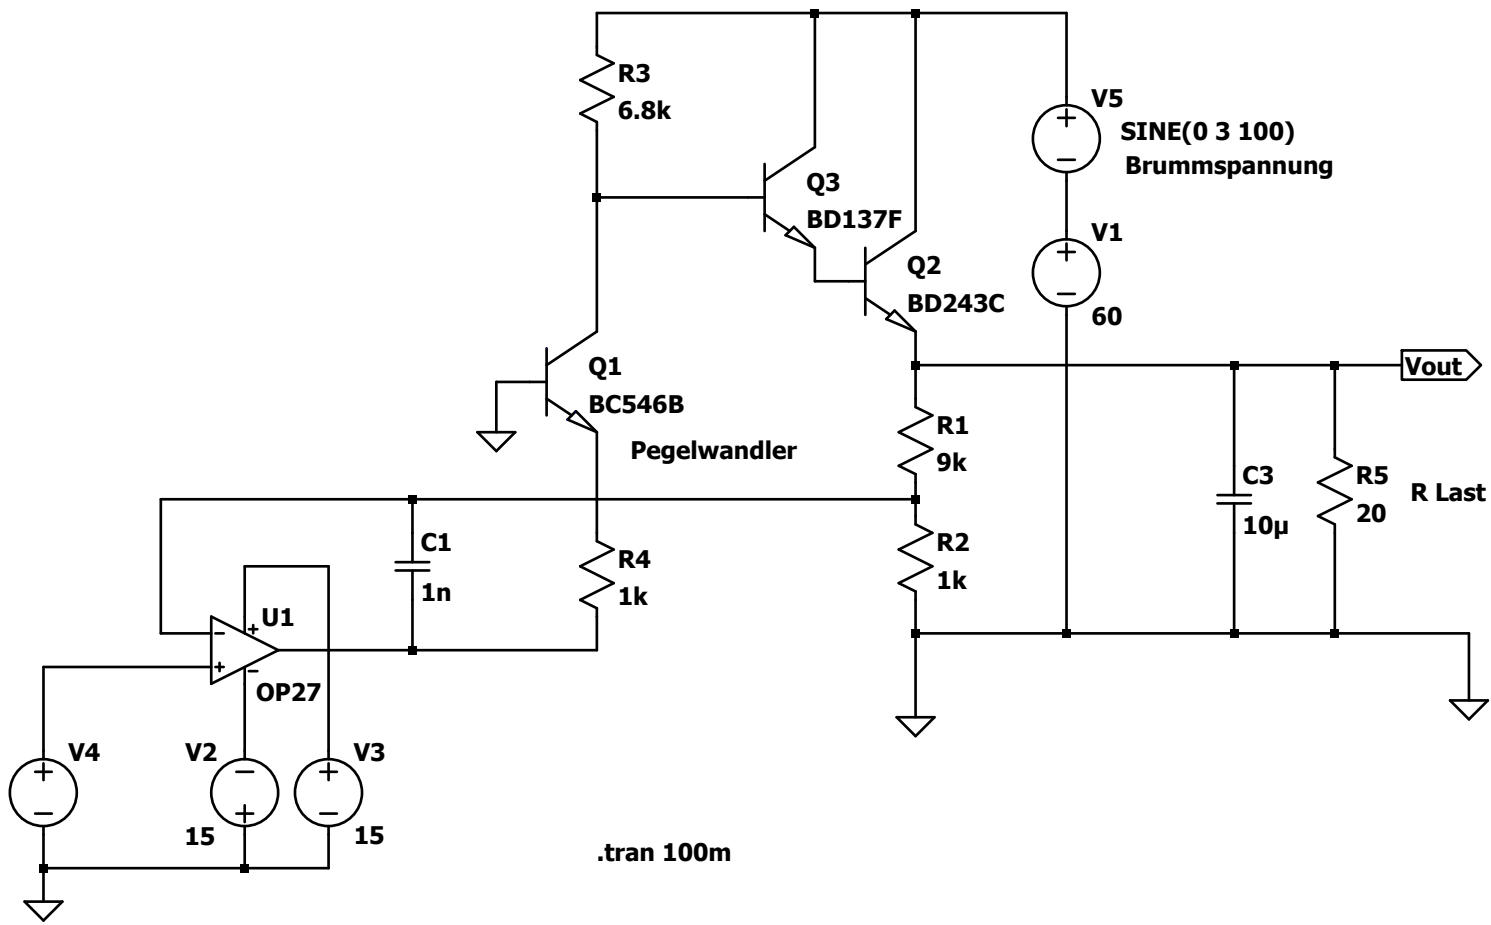 R3
6.8k
V5
SINE(0 3 100)
Brummspannung
Q3
BD137F
V1
60
Q2
BD243C
Q1
BC546B
Vout
Pegelwandler
R1
9k
C3
10µ
R5
20
R Last
C1
1n
R4
1k
R2
1k
U1
OP27
V4
V2
15
V3
15
.tran 100m